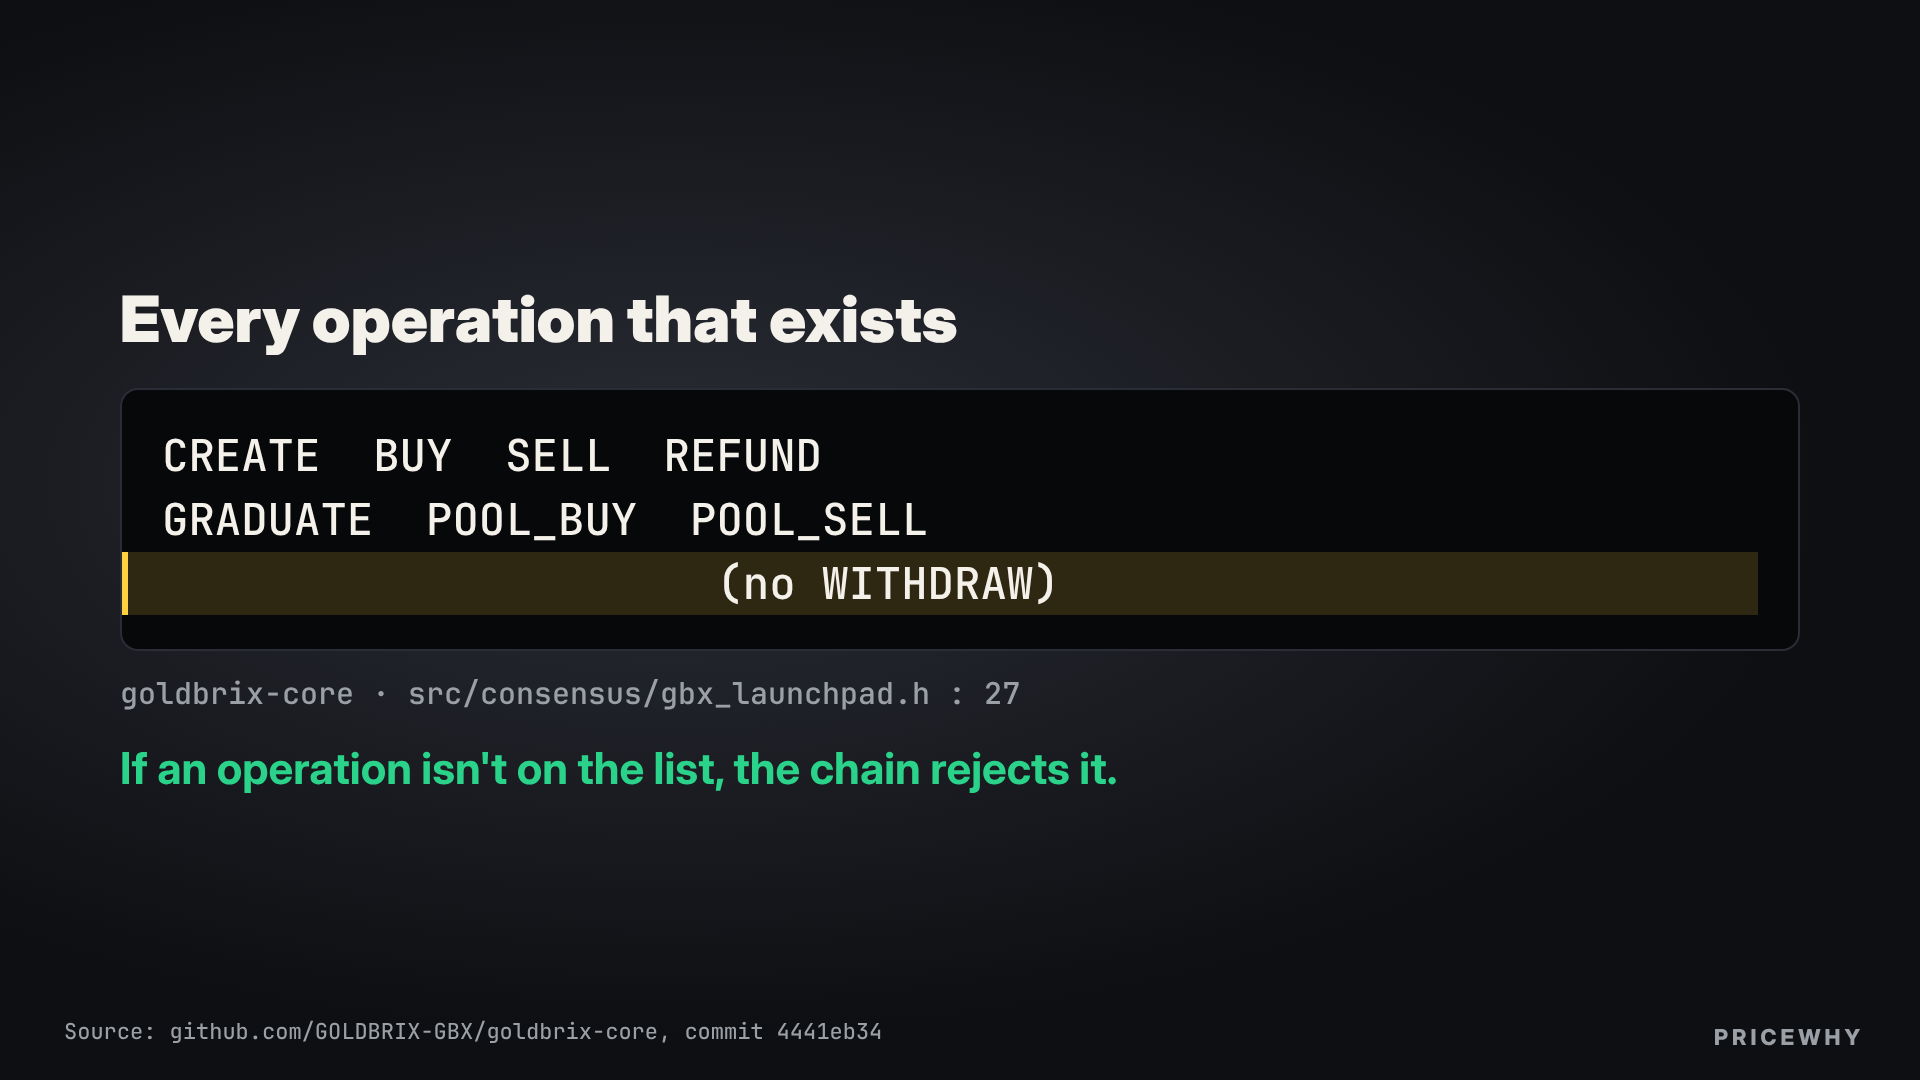 Every operation that exists
CREATE  BUY  SELL  REFUND
GRADUATE  POOL_BUY  POOL_SELL
(no WITHDRAW)
goldbrix-core · src/consensus/gbx_launchpad.h : 27
If an operation isn't on the list, the chain rejects it.
Source: github.com/GOLDBRIX-GBX/goldbrix-core, commit 4441eb34
PRICEWHY